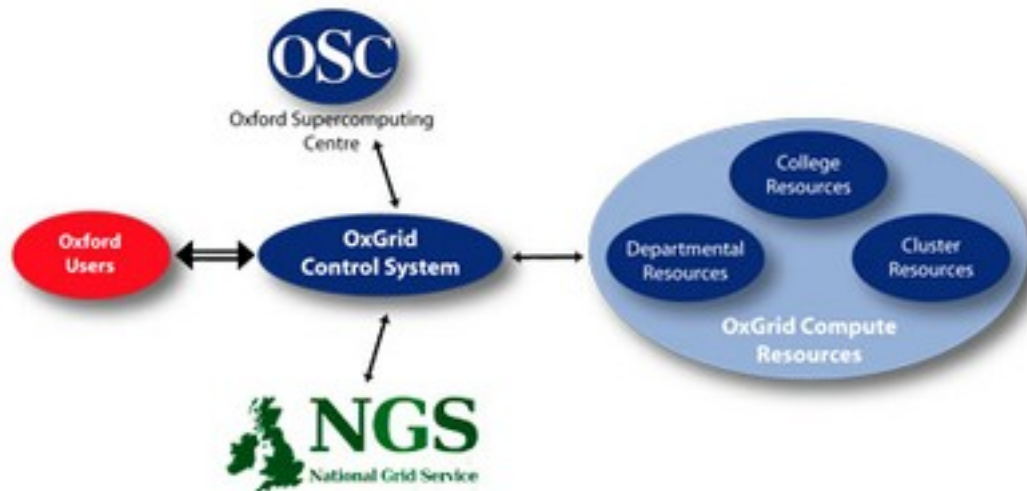 OSC
Oxford Supercomputing
Centre
Oxford
Users
OxGrid
Control System
College
Resources
Departmental
Resources
Cluster
Resources
OxGrid Compute
Resources
NGS
National Grid Service